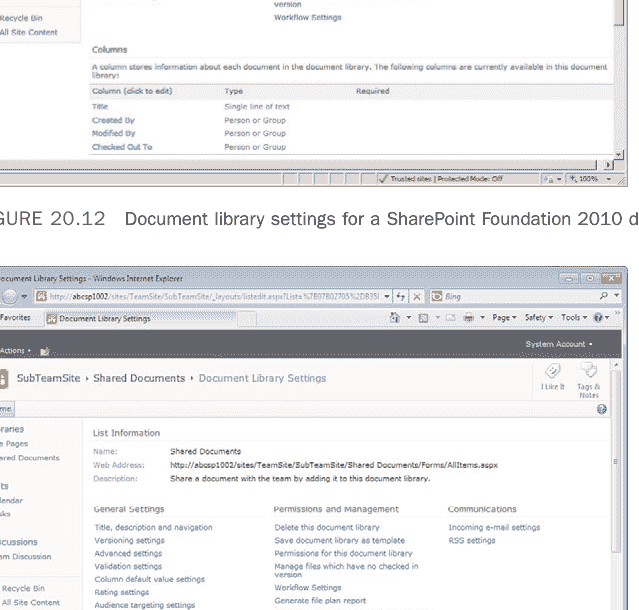 version
Recycle Bin
All Site Content
Workflow Settings
Columns
A column stores information about each document in the document library. The following columns are currently available in this document
library:
Column (click to edit) Type Required
Title Single line of text
Created By Person or Group
Modified By Person or Group
Checked Out To Person or Group
Trusted sites | Protected Mode: Off 100%
GURE 20.12 Document library settings for a SharePoint Foundation 2010 d
ocument Library Settings - Windows Internet Explorer
http://abcsp1002/sites/TeamSite/SubTeamSite/_layouts/listedit.aspx?List=%7B97B02705%2DB35 Bing
Favorites Document Library Settings Page Safety Tools
Actions System Account
SubTeamSite Shared Documents Document Library Settings
I Like It Tags &
Notes
me
raries
e Pages
ared Documents
ts
lendar
sks
scussions
am Discussion
Recycle Bin
All Site Content
List Information
Name: Shared Documents
Web Address: http://abcsp1002/sites/TeamSite/SubTeamSite/Shared Documents/Forms/AllItems.aspx
Description: Share a document with the team by adding it to this document library.
General Settings Permissions and Management Communications
Title, description and navigation Delete this document library Incoming e-mail settings
Versioning settings Save document library as template RSS settings
Advanced settings Permissions for this document library
Validation settings Manage files which have no checked in
version
Column default value settings
Workflow Settings
Rating settings
Generate file plan report
Audience targeting settings